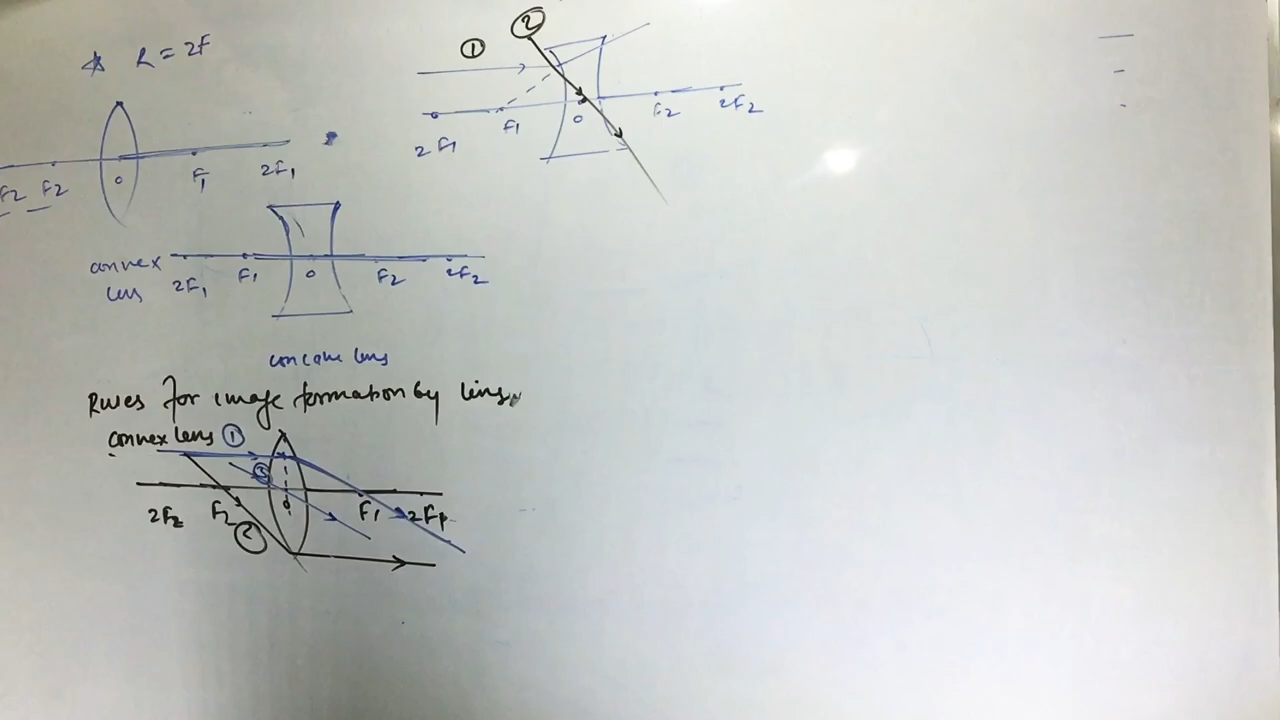 R = 2F
F2 F2 O F1 2F1
convex
lens
2F1 F1 O F2 2F2
concave lens
Rules for image formation by lens.
convex lens 1
3
2F2 F2 O F1 2F1
2
1 2
2F1 F1 O F2 2F2